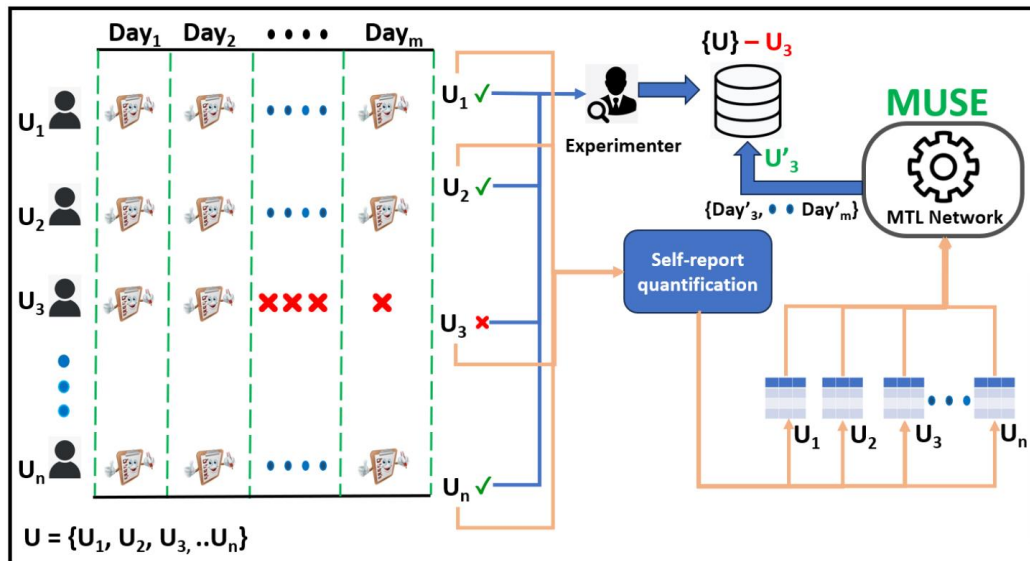 Day₁ Day₂ Dayₘ
U₁
U₂
U₃
Uₙ
U = {U₁, U₂, U₃, ..Uₙ}
U₁ ✓
U₂ ✓
U₃ ✗
Uₙ ✓
Experimenter
{U} – U₃
U'₃
{Day'₃, • • Day'ₘ}
MUSE
MTL Network
Self-report
quantification
U₁ U₂ U₃ Uₙ